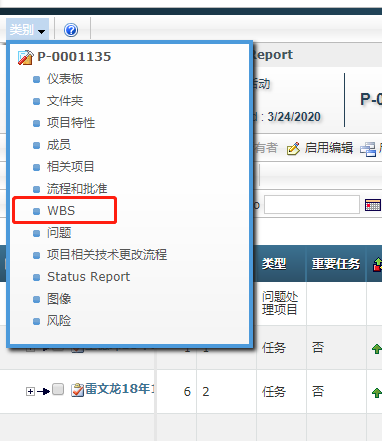 类别
P-0001135
Report
仪表板
活动
文件夹
P-0
项目特性
d : 3/24/2020
成员
有者 启用编辑
相关项目
流程和批准
WBS
o
问题
项目相关技术更改流程
类型 重要任务
Status Report
图像
问题处
理项目
风险
任务 否
雷文龙18年1 6 2 任务 否